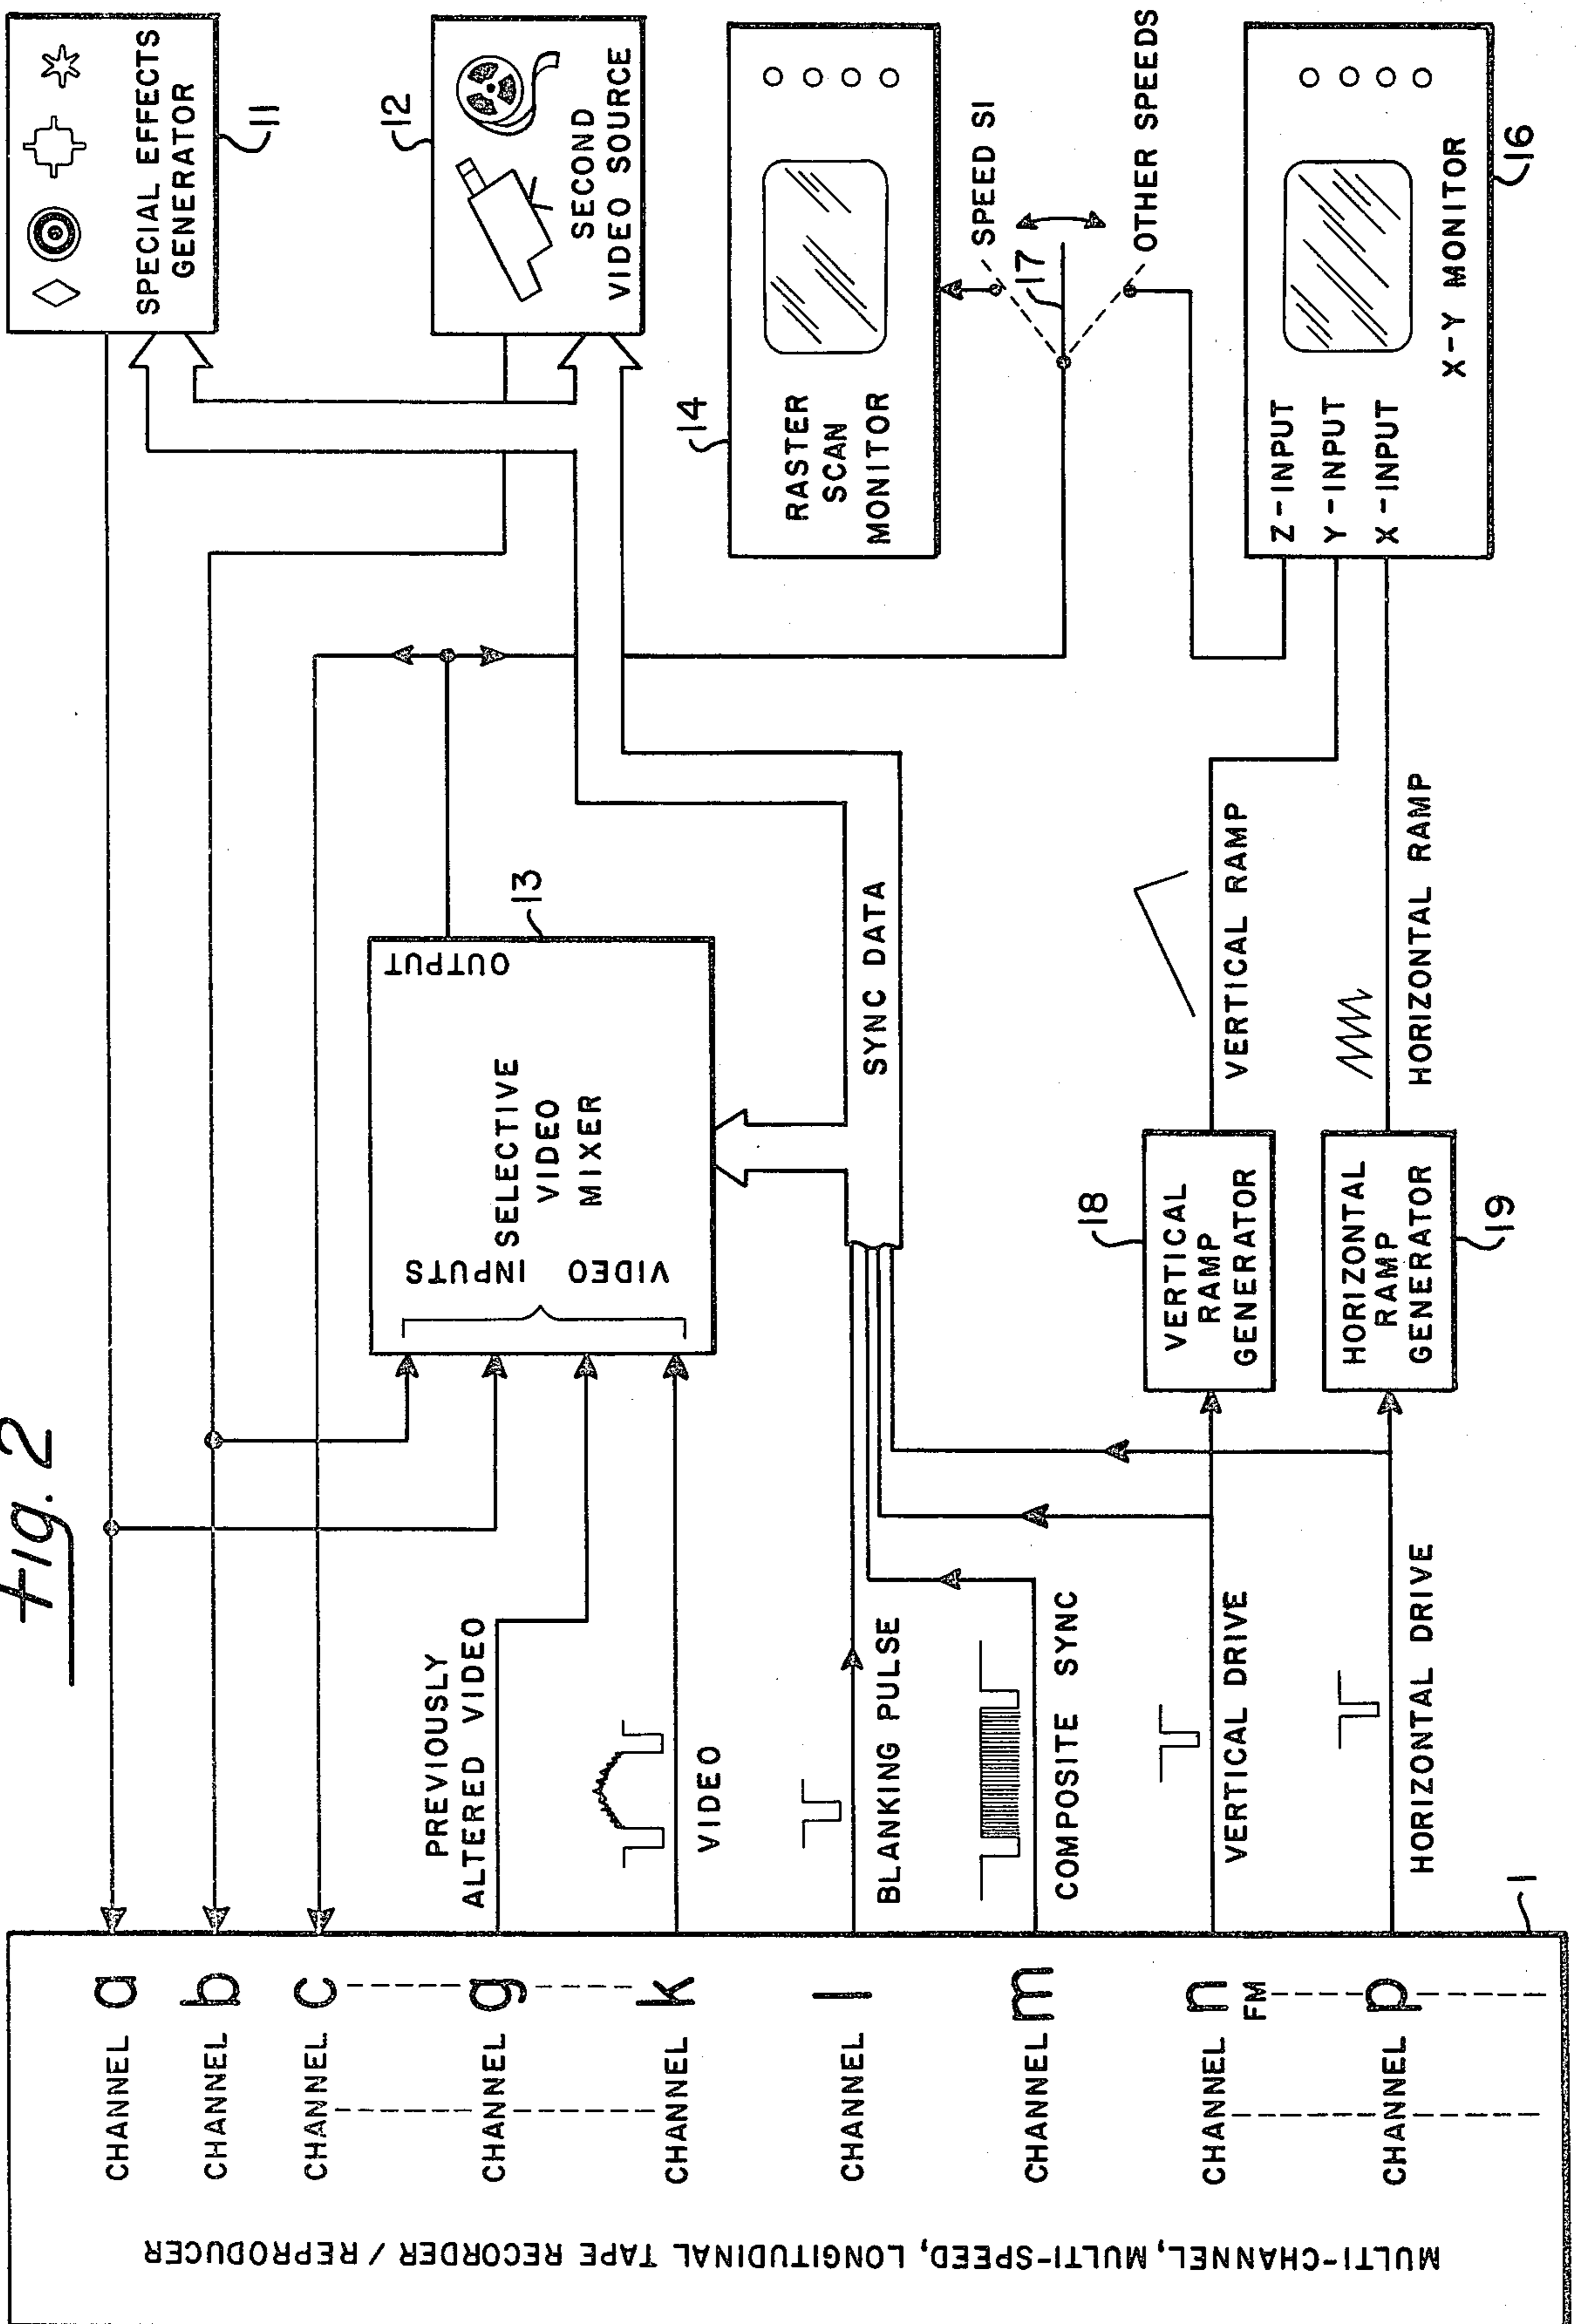 Fig. 2
MULTI-CHANNEL, MULTI-SPEED, LONGITUDINAL TAPE RECORDER / REPRODUCER
CHANNEL a
CHANNEL b
CHANNEL c
CHANNEL g
CHANNEL k
CHANNEL l
CHANNEL m
CHANNEL n
FM
CHANNEL p
1
PREVIOUSLY
ALTERED VIDEO
VIDEO
BLANKING PULSE
COMPOSITE SYNC
VERTICAL DRIVE
HORIZONTAL DRIVE
VIDEO INPUTS
SELECTIVE
VIDEO
MIXER
OUTPUT
13
SYNC DATA
18
VERTICAL
RAMP
GENERATOR
HORIZONTAL
RAMP
GENERATOR
19
VERTICAL RAMP
HORIZONTAL RAMP
SPECIAL EFFECTS
GENERATOR
11
12
SECOND
VIDEO SOURCE
14
RASTER
SCAN
MONITOR
SPEED S1
17
OTHER SPEEDS
Z-INPUT
Y-INPUT
X-INPUT
X-Y MONITOR
16